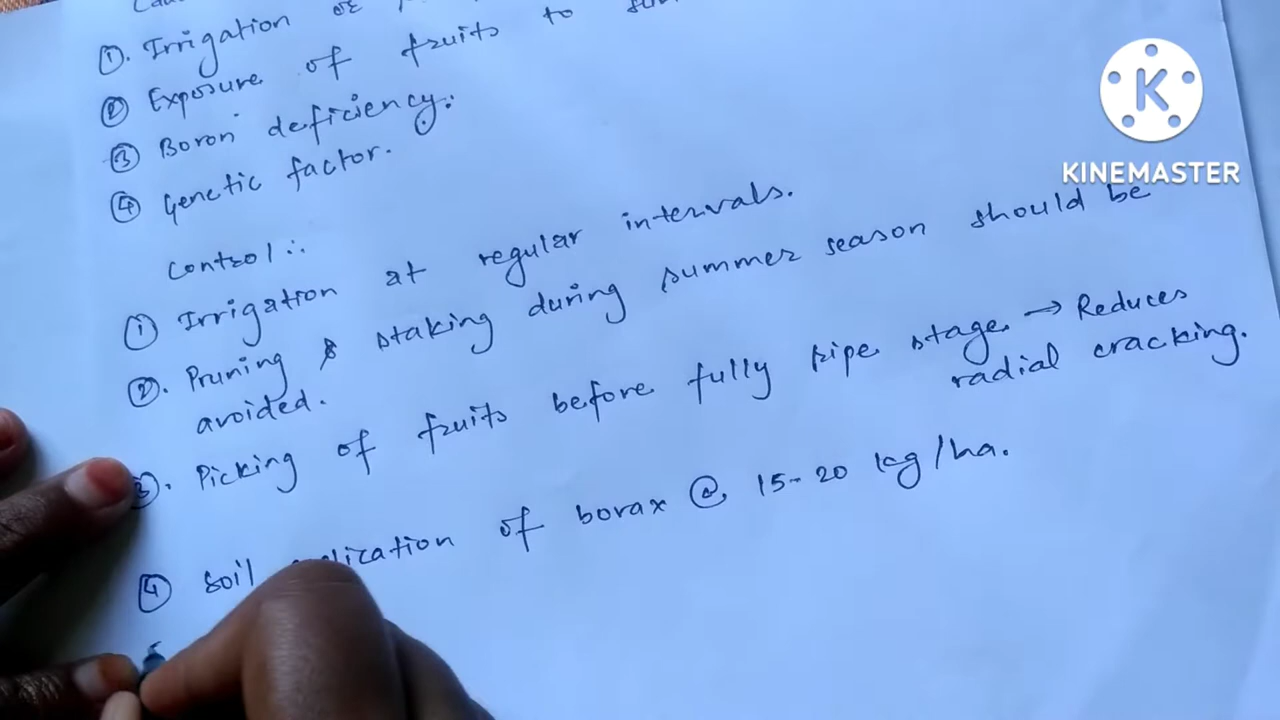 ①. Irrigation
② Exposure of fruits to
③ Boron deficiency.
④ Genetic factor.
Control:
① Irrigation at regular intervals.
②. Pruning & staking during summer season should be
avoided.
③. Picking of fruits before fully ripe stage → Reduces
radial cracking.
④ Soil application of borax @ 15-20 kg/ha.
K
KINEMASTER